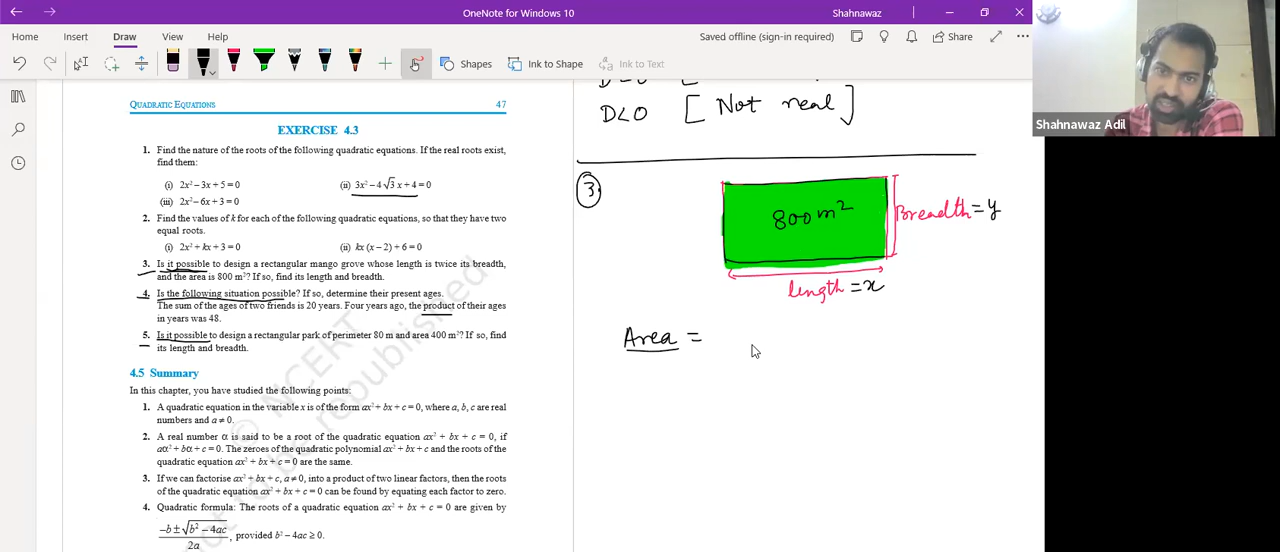 OneNote for Windows 10
Shahnawaz
Home Insert Draw View Help
Saved offline (sign-in required)
Share
Shapes
Ink to Shape
Ink to Text
QUADRATIC EQUATIONS 47
EXERCISE 4.3
1. Find the nature of the roots of the following quadratic equations. If the real roots exist,
find them:
(i) 2x² – 3x + 5 = 0 (ii) 3x² – 4√3 x + 4 = 0
(iii) 2x² – 6x + 3 = 0
2. Find the values of k for each of the following quadratic equations, so that they have two
equal roots.
(i) 2x² + kx + 3 = 0 (ii) kx (x – 2) + 6 = 0
3. Is it possible to design a rectangular mango grove whose length is twice its breadth,
and the area is 800 m²? If so, find its length and breadth.
4. Is the following situation possible? If so, determine their present ages.
The sum of the ages of two friends is 20 years. Four years ago, the product of their ages
in years was 48.
5. Is it possible to design a rectangular park of perimeter 80 m and area 400 m²? If so, find
its length and breadth.
4.5 Summary
In this chapter, you have studied the following points:
1. A quadratic equation in the variable x is of the form ax² + bx + c = 0, where a, b, c are real
numbers and a ≠ 0.
2. A real number α is said to be a root of the quadratic equation ax² + bx + c = 0, if
aα² + bα + c = 0. The zeroes of the quadratic polynomial ax² + bx + c and the roots of the
quadratic equation ax² + bx + c = 0 are the same.
3. If we can factorise ax² + bx + c, a ≠ 0, into a product of two linear factors, then the roots
of the quadratic equation ax² + bx + c = 0 can be found by equating each factor to zero.
4. Quadratic formula: The roots of a quadratic equation ax² + bx + c = 0 are given by
-b ± √b² – 4ac
2a
, provided b² – 4ac ≥ 0.
© NCERT
not to be republished
D<0 [Not real]
3.
800 m²
Breadth = y
length = x
Area =
Shahnawaz Adil